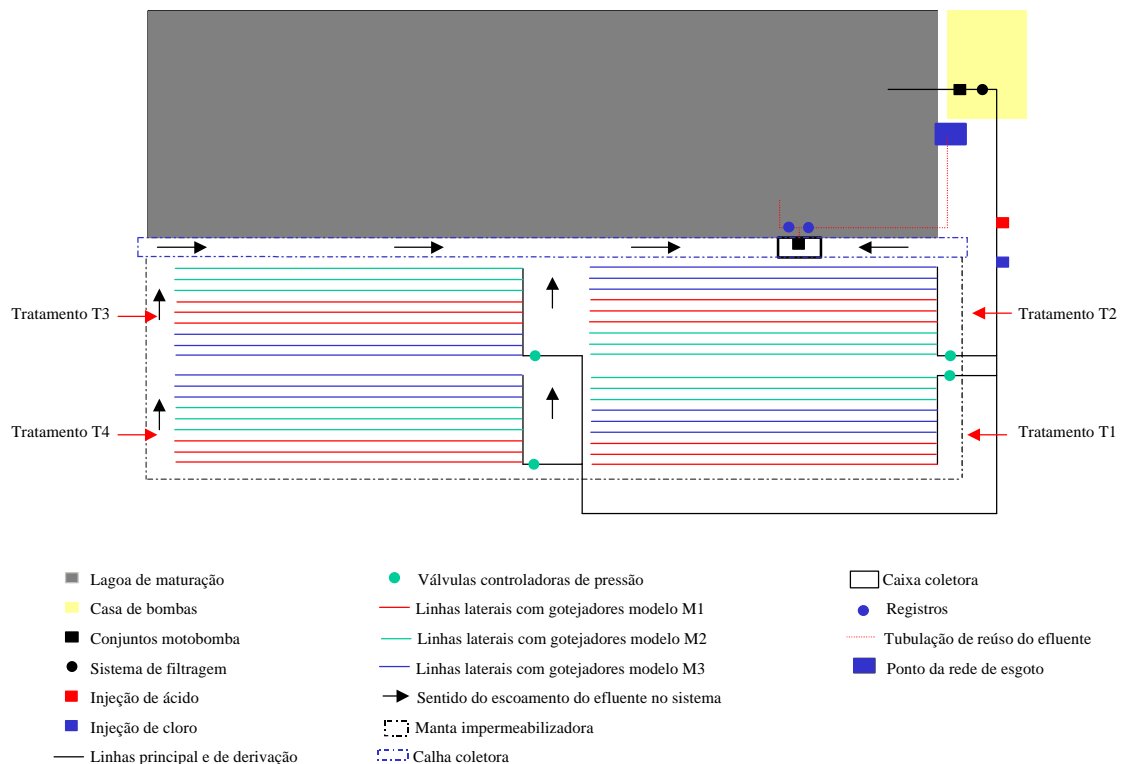 Tratamento T3
Tratamento T2
Tratamento T4
Tratamento T1
Lagoa de maturação
Casa de bombas
Conjuntos motobomba
Sistema de filtragem
Injeção de ácido
Injeção de cloro
Linhas principal e de derivação
Válvulas controladoras de pressão
Linhas laterais com gotejadores modelo M1
Linhas laterais com gotejadores modelo M2
Linhas laterais com gotejadores modelo M3
Sentido do escoamento do efluente no sistema
Manta impermeabilizadora
Calha coletora
Caixa coletora
Registros
Tubulação de reúso do efluente
Ponto da rede de esgoto